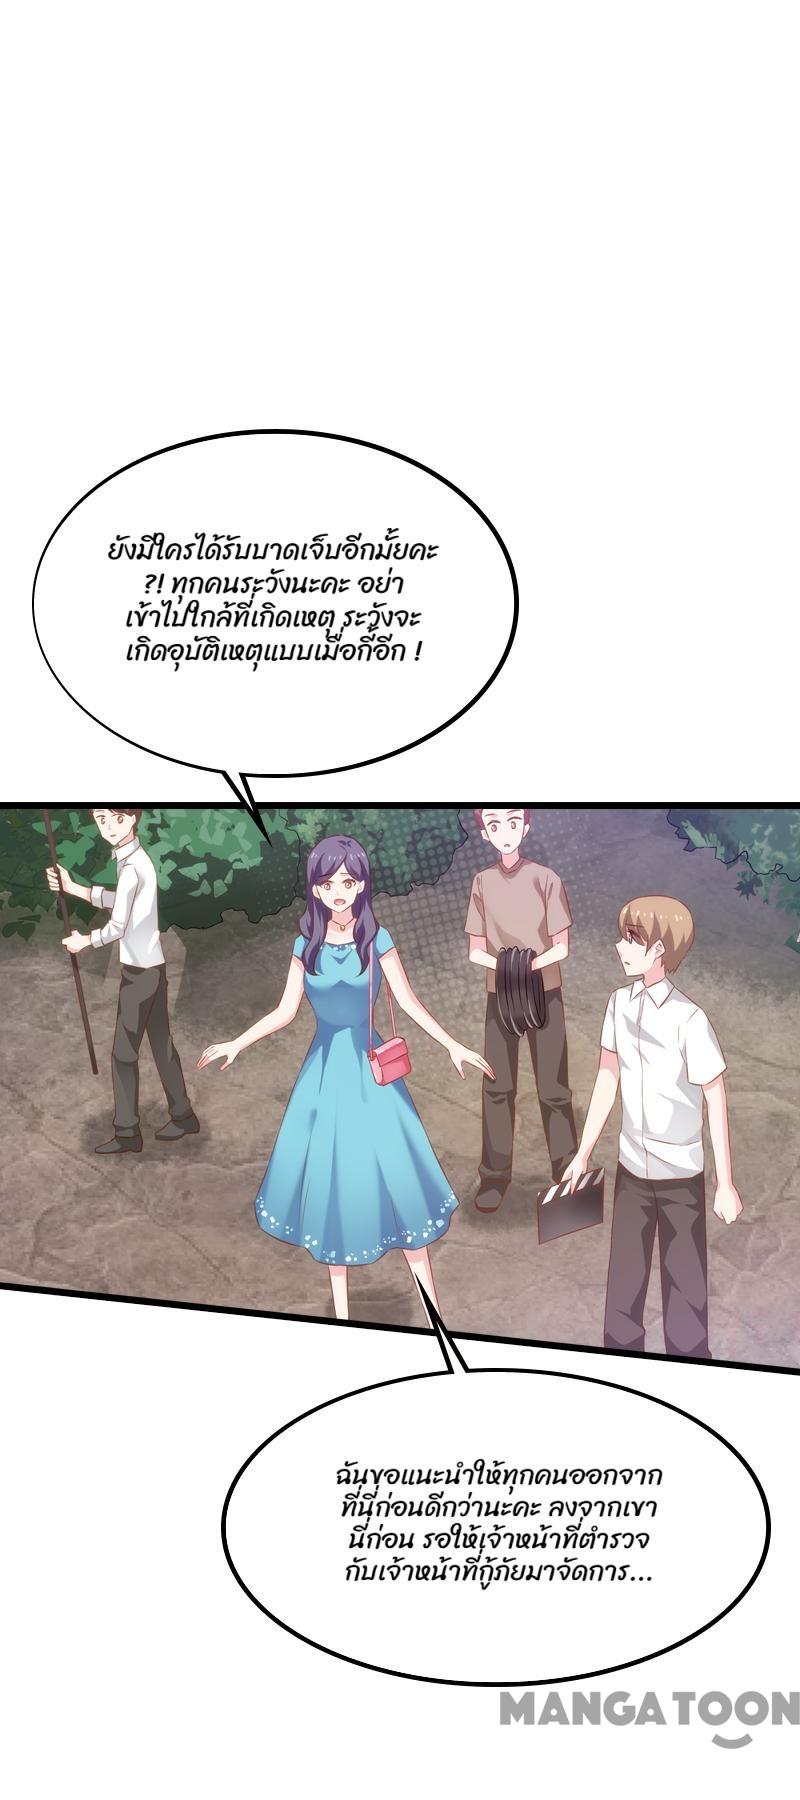 ยังมีใครได้รับบาดเจ็บอีกมั้ยคะ
?! ทุกคนระวังนะคะ อย่า
เข้าไปใกล้ที่เกิดเหตุ ระวังจะ
เกิดอุบัติเหตุแบบเมื่อกี้อีก !
ฉันขอแนะนำให้ทุกคนออกจาก
ที่นี่ก่อนดีกว่านะคะ ลงจากเขา
นี่ก่อน รอให้เจ้าหน้าที่ตำรวจ
กับเจ้าหน้าที่กู้ภัยมาจัดการ...
MANGA TOON